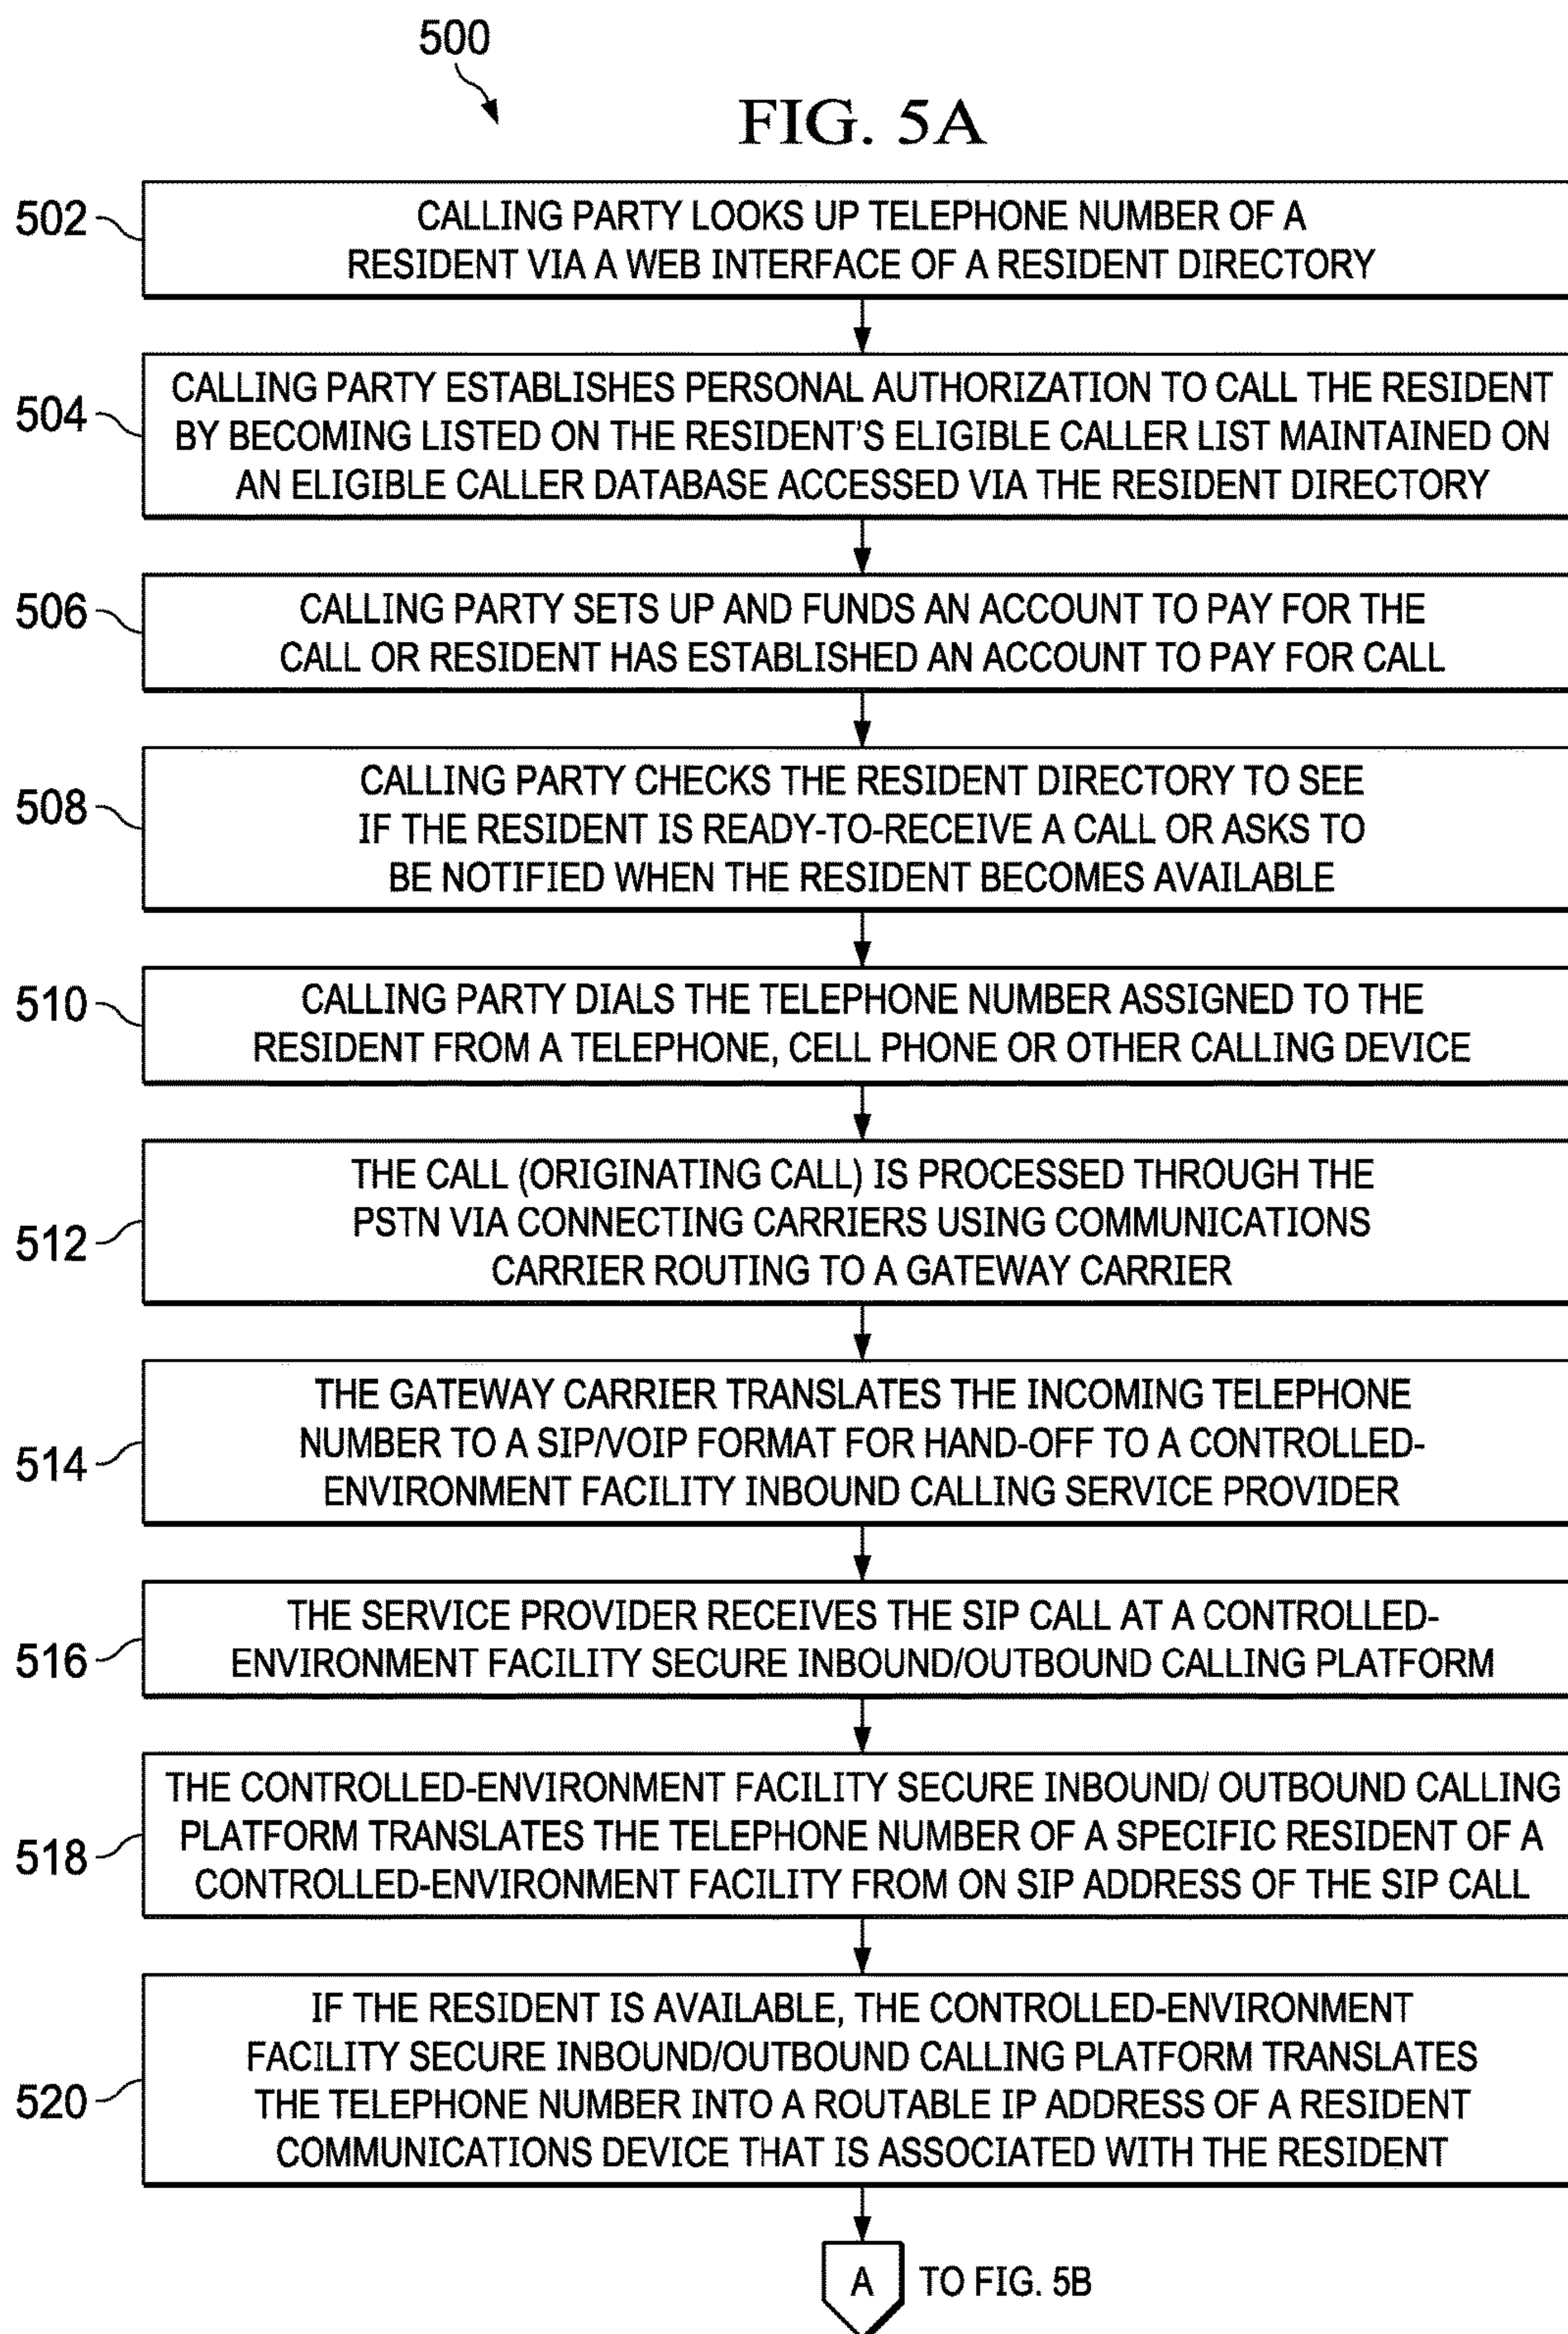 500
FIG. 5A
502
CALLING PARTY LOOKS UP TELEPHONE NUMBER OF A
RESIDENT VIA A WEB INTERFACE OF A RESIDENT DIRECTORY
504
CALLING PARTY ESTABLISHES PERSONAL AUTHORIZATION TO CALL THE RESIDENT
BY BECOMING LISTED ON THE RESIDENT'S ELIGIBLE CALLER LIST MAINTAINED ON
AN ELIGIBLE CALLER DATABASE ACCESSED VIA THE RESIDENT DIRECTORY
506
CALLING PARTY SETS UP AND FUNDS AN ACCOUNT TO PAY FOR THE
CALL OR RESIDENT HAS ESTABLISHED AN ACCOUNT TO PAY FOR CALL
508
CALLING PARTY CHECKS THE RESIDENT DIRECTORY TO SEE
IF THE RESIDENT IS READY-TO-RECEIVE A CALL OR ASKS TO
BE NOTIFIED WHEN THE RESIDENT BECOMES AVAILABLE
510
CALLING PARTY DIALS THE TELEPHONE NUMBER ASSIGNED TO THE
RESIDENT FROM A TELEPHONE, CELL PHONE OR OTHER CALLING DEVICE
512
THE CALL (ORIGINATING CALL) IS PROCESSED THROUGH THE
PSTN VIA CONNECTING CARRIERS USING COMMUNICATIONS
CARRIER ROUTING TO A GATEWAY CARRIER
514
THE GATEWAY CARRIER TRANSLATES THE INCOMING TELEPHONE
NUMBER TO A SIP/VOIP FORMAT FOR HAND-OFF TO A CONTROLLED-
ENVIRONMENT FACILITY INBOUND CALLING SERVICE PROVIDER
516
THE SERVICE PROVIDER RECEIVES THE SIP CALL AT A CONTROLLED-
ENVIRONMENT FACILITY SECURE INBOUND/OUTBOUND CALLING PLATFORM
518
THE CONTROLLED-ENVIRONMENT FACILITY SECURE INBOUND/ OUTBOUND CALLING
PLATFORM TRANSLATES THE TELEPHONE NUMBER OF A SPECIFIC RESIDENT OF A
CONTROLLED-ENVIRONMENT FACILITY FROM ON SIP ADDRESS OF THE SIP CALL
520
IF THE RESIDENT IS AVAILABLE, THE CONTROLLED-ENVIRONMENT
FACILITY SECURE INBOUND/OUTBOUND CALLING PLATFORM TRANSLATES
THE TELEPHONE NUMBER INTO A ROUTABLE IP ADDRESS OF A RESIDENT
COMMUNICATIONS DEVICE THAT IS ASSOCIATED WITH THE RESIDENT
A TO FIG. 5B